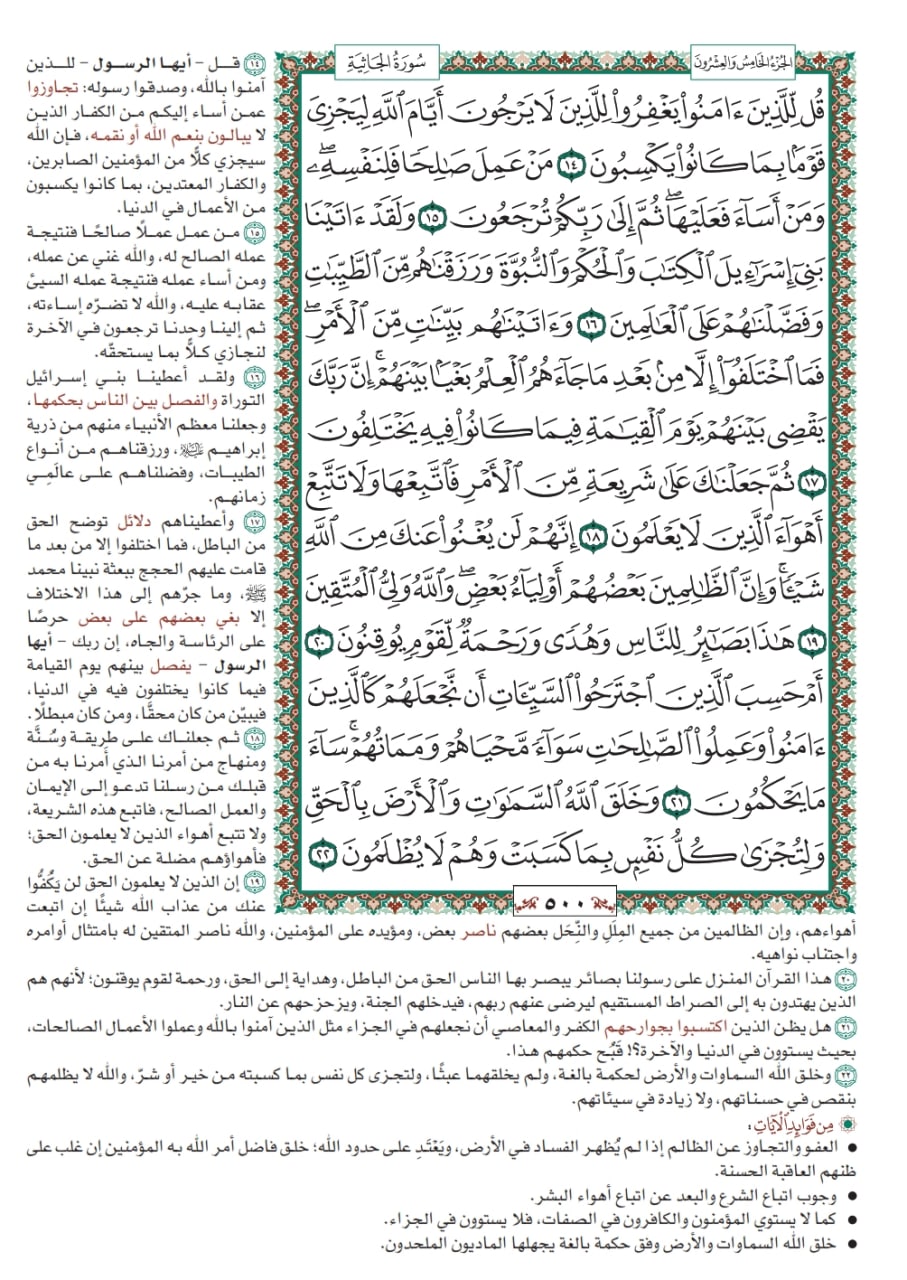 الجُزْءُ الخَامِسُ وَالعِشْرُونَ
سُورَةُ الجَاثِيَةِ
قُل لِّلَّذِينَ ءَامَنُواْ يَغْفِرُواْ لِلَّذِينَ لَا يَرْجُونَ أَيَّامَ ٱللَّهِ لِيَجْزِيَ
قَوْمَۢا بِمَا كَانُواْ يَكْسِبُونَ ١٤ مَنْ عَمِلَ صَٰلِحٗا فَلِنَفْسِهِۦۖ
وَمَنْ أَسَآءَ فَعَلَيْهَاۖ ثُمَّ إِلَىٰ رَبِّكُمْ تُرْجَعُونَ ١٥ وَلَقَدْ ءَاتَيْنَا
بَنِيٓ إِسْرَٰٓءِيلَ ٱلْكِتَٰبَ وَٱلْحُكْمَ وَٱلنُّبُوَّةَ وَرَزَقْنَٰهُم مِّنَ ٱلطَّيِّبَٰتِ
وَفَضَّلْنَٰهُمْ عَلَى ٱلْعَٰلَمِينَ ١٦ وَءَاتَيْنَٰهُم بَيِّنَٰتٖ مِّنَ ٱلْأَمْرِۖ
فَمَا ٱخْتَلَفُوٓاْ إِلَّا مِنۢ بَعْدِ مَا جَآءَهُمُ ٱلْعِلْمُ بَغْيَۢا بَيْنَهُمْۚ إِنَّ رَبَّكَ
يَقْضِي بَيْنَهُمْ يَوْمَ ٱلْقِيَٰمَةِ فِيمَا كَانُواْ فِيهِ يَخْتَلِفُونَ
١٧ ثُمَّ جَعَلْنَٰكَ عَلَىٰ شَرِيعَةٖ مِّنَ ٱلْأَمْرِ فَٱتَّبِعْهَا وَلَا تَتَّبِعْ
أَهْوَآءَ ٱلَّذِينَ لَا يَعْلَمُونَ ١٨ إِنَّهُمْ لَن يُغْنُواْ عَنكَ مِنَ ٱللَّهِ
شَيْـٔٗاۚ وَإِنَّ ٱلظَّٰلِمِينَ بَعْضُهُمْ أَوْلِيَآءُ بَعْضٖۖ وَٱللَّهُ وَلِيُّ ٱلْمُتَّقِينَ
١٩ هَٰذَا بَصَٰٓئِرُ لِلنَّاسِ وَهُدٗى وَرَحْمَةٞ لِّقَوْمٖ يُوقِنُونَ ٢٠
أَمْ حَسِبَ ٱلَّذِينَ ٱجْتَرَحُواْ ٱلسَّيِّـَٔاتِ أَن نَّجْعَلَهُمْ كَٱلَّذِينَ
ءَامَنُواْ وَعَمِلُواْ ٱلصَّٰلِحَٰتِ سَوَآءٗ مَّحْيَاهُمْ وَمَمَاتُهُمْۚ سَآءَ
مَا يَحْكُمُونَ ٢١ وَخَلَقَ ٱللَّهُ ٱلسَّمَٰوَٰتِ وَٱلْأَرْضَ بِٱلْحَقِّ
وَلِتُجْزَىٰ كُلُّ نَفْسِۭ بِمَا كَسَبَتْ وَهُمْ لَا يُظْلَمُونَ ٢٢
٥٠٠
١٤ قـل - أيها الرسول - للذين
آمنوا بالله، وصدقوا رسوله: تجاوزوا
عمن أساء إليكم من الكفار الذين
لا يبالون بنعم الله أو نقمه، فإن الله
سيجزي كلًّا من المؤمنين الصابرين،
والكفار المعتدين، بما كانوا يكسبون
من الأعمال في الدنيا.
١٥ من عمل عملًا صالحًا فنتيجة
عمله الصالح له، والله غني عن عمله،
ومن أساء عمله فنتيجة عمله السيئ
عقابه عليه، والله لا تضرّه إساءته،
ثم إلينا وحدنا ترجعون في الآخرة
لنجازي كلًّا بما يستحقّه.
١٦ ولقد أعطينا بني إسرائيل
التوراة والفصل بين الناس بحكمها،
وجعلنا معظم الأنبياء منهم من ذرية
إبراهيم ﵇، ورزقناهم من أنواع
الطيبات، وفضلناهم على عالَمِي
زمانهم.
١٧ وأعطيناهم دلائل توضح الحق
من الباطل، فما اختلفوا إلا من بعد ما
قامت عليهم الحجج ببعثة نبينا محمد
ﷺ، وما جرّهم إلى هذا الاختلاف
إلا بغي بعضهم على بعض حرصًا
على الرئاسة والجاه، إن ربك - أيها
الرسول - يفصل بينهم يوم القيامة
فيما كانوا يختلفون فيه في الدنيا،
فيبيّن من كان محقًّا، ومن كان مبطلًا.
١٨ ثم جعلناك على طريقة وسُنَّة
ومنهاج من أمرنا الذي أمرنا به من
قبلك من رسلنا تدعو إلى الإيمان
والعمل الصالح، فاتبع هذه الشريعة،
ولا تتبع أهواء الذين لا يعلمون الحق؛
فأهواؤهم مضلة عن الحق.
١٩ إن الذين لا يعلمون الحق لن يَكُفُّوا
عنك من عذاب الله شيئًا إن اتبعت
أهواءهم، وإن الظالمين من جميع المِلَلِ والنِّحَل بعضهم ناصر بعض، ومؤيده على المؤمنين، والله ناصر المتقين له بامتثال أوامره
واجتناب نواهيه.
٢٠ هذا القرآن المنزل على رسولنا بصائر يبصر بها الناس الحق من الباطل، وهداية إلى الحق، ورحمة لقوم يوقنون؛ لأنهم هم
الذين يهتدون به إلى الصراط المستقيم ليرضى عنهم ربهم، فيدخلهم الجنة، ويزحزحهم عن النار.
٢١ هل يظن الذين اكتسبوا بجوارحهم الكفر والمعاصي أن نجعلهم في الجزاء مثل الذين آمنوا بالله وعملوا الأعمال الصالحات،
بحيث يستوون في الدنيا والآخرة؟! قَبُح حكمهم هذا.
٢٢ وخلق الله السماوات والأرض لحكمة بالغة، ولم يخلقهما عبثًا، ولتجزى كل نفس بما كسبته من خير أو شرّ، والله لا يظلمهم
بنقص في حسناتهم، ولا زيادة في سيئاتهم.
مِن فَوَابِدِ الْآيَاتِ:
• العفو والتجاوز عن الظالم إذا لم يُظهر الفساد في الأرض، ويَعْتَدِ على حدود الله؛ خلق فاضل أمر الله به المؤمنين إن غلب على
ظنهم العاقبة الحسنة.
• وجوب اتباع الشرع والبعد عن اتباع أهواء البشر.
• كما لا يستوي المؤمنون والكافرون في الصفات، فلا يستوون في الجزاء.
• خلق الله السماوات والأرض وفق حكمة بالغة يجهلها الماديون الملحدون.